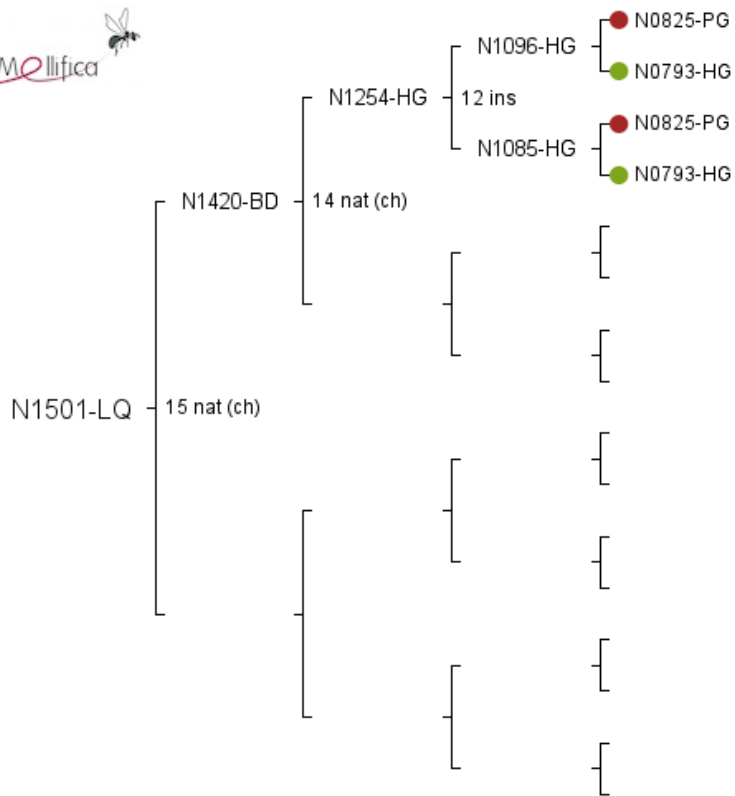 Mellifica
N0825-PG
N1096-HG
N0793-HG
N1254-HG
12 ins
N0825-PG
N1085-HG
N0793-HG
N1420-BD
14 nat (ch)
N1501-LQ
15 nat (ch)